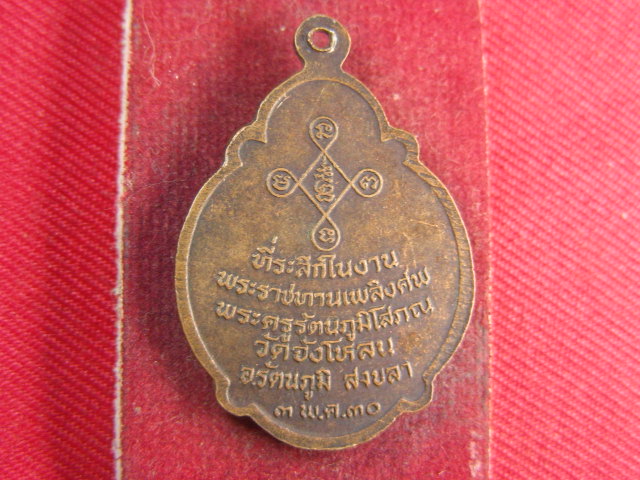 ที่ระลึกในงาน
พระราชทานเพลิงศพ
พระครูรัตนภูมิโสภณ
วัดจังโหลน
อ.รัตนภูมิ สงขลา
๓ พ.ค.๓๐